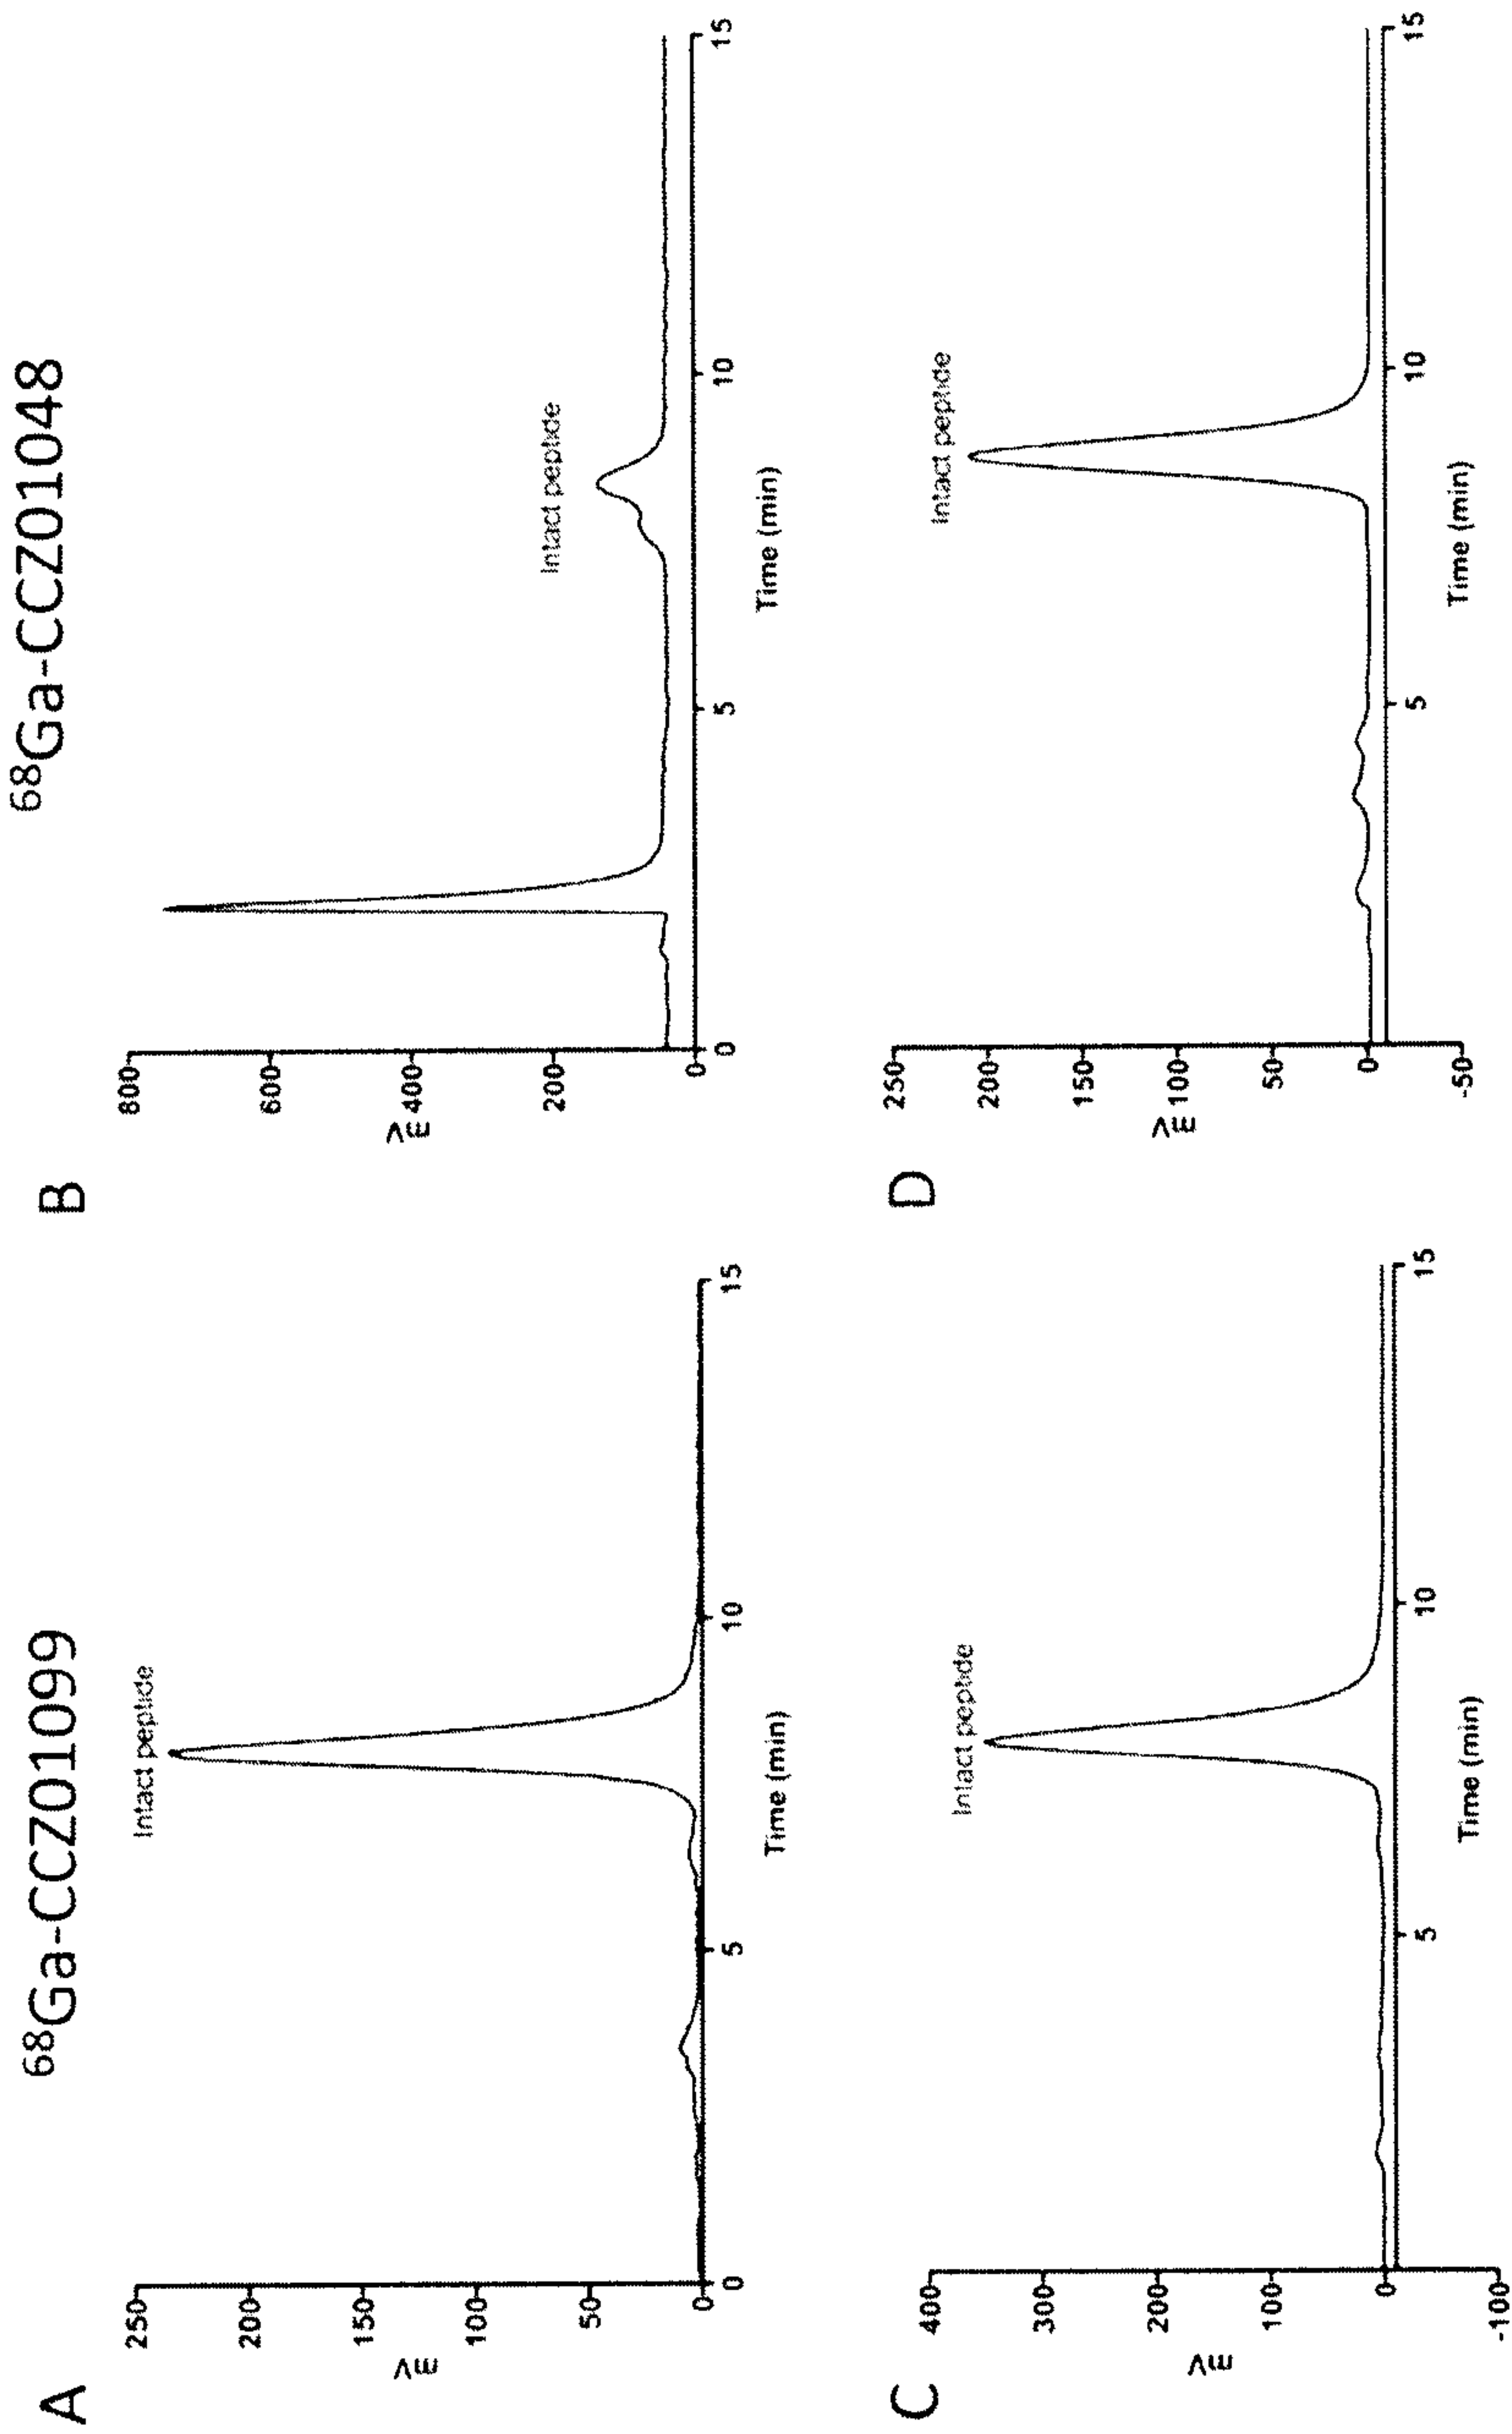 ⁶⁸Ga-CCZ01099
⁶⁸Ga-CCZ01048
A
250
200
150
100
50
0
mV
Intact peptide
0
5
10
15
Time (min)
B
800
600
400
200
0
mV
Intact peptide
0
5
10
15
Time (min)
C
400
300
200
100
0
-100
mV
Intact peptide
5
10
15
Time (min)
D
250
200
150
100
50
0
-50
mV
Intact peptide
5
10
15
Time (min)